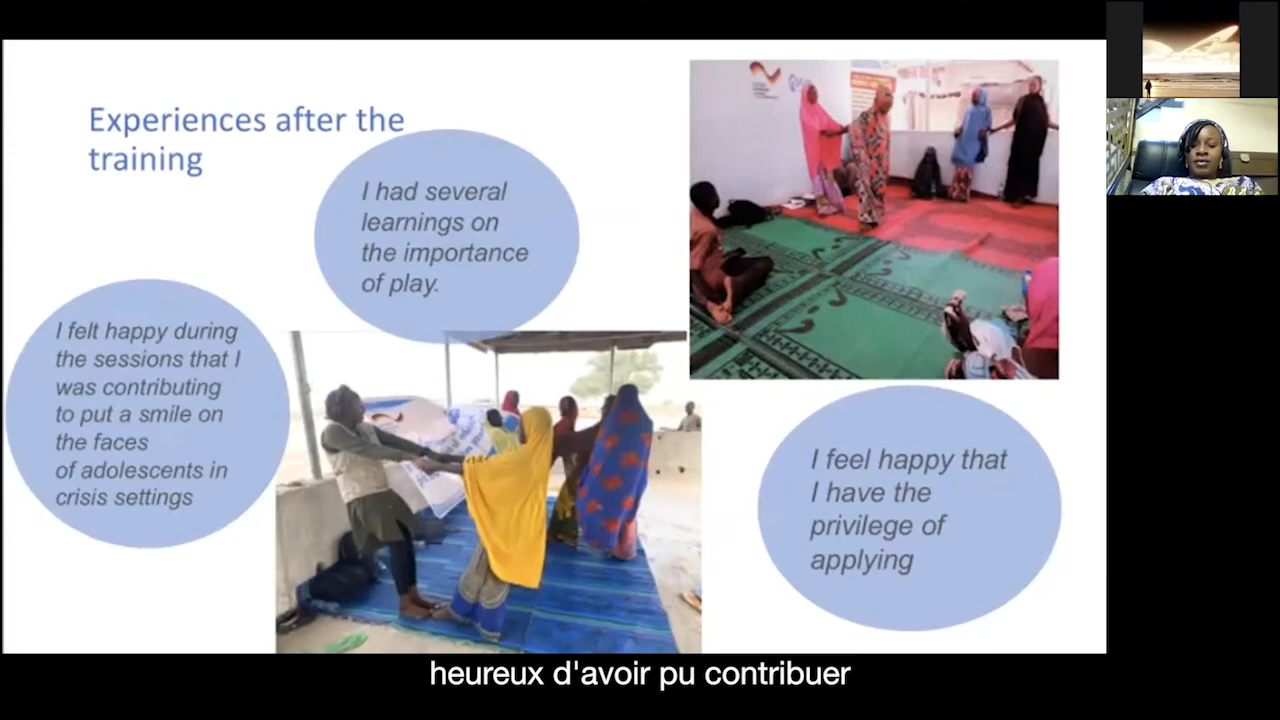 Experiences after the
training
I had several
learnings on
the importance
of play.
I felt happy during
the sessions that I
was contributing
to put a smile on
the faces
of adolescents in
crisis settings
I feel happy that
I have the
privilege of
applying
heureux d'avoir pu contribuer